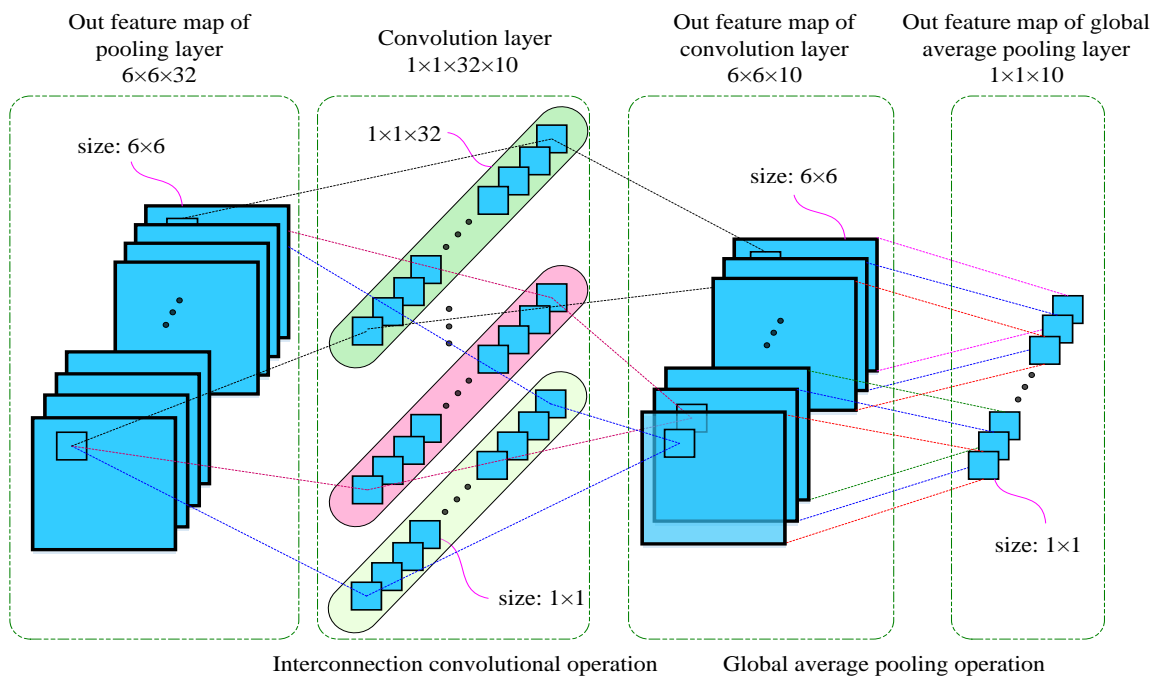 Out feature map of
pooling layer
6×6×32
Convolution layer
1×1×32×10
Out feature map of
convolution layer
6×6×10
Out feature map of global
average pooling layer
1×1×10
size: 6×6
1×1×32
size: 6×6
size: 1×1
size: 1×1
Interconnection convolutional operation
Global average pooling operation